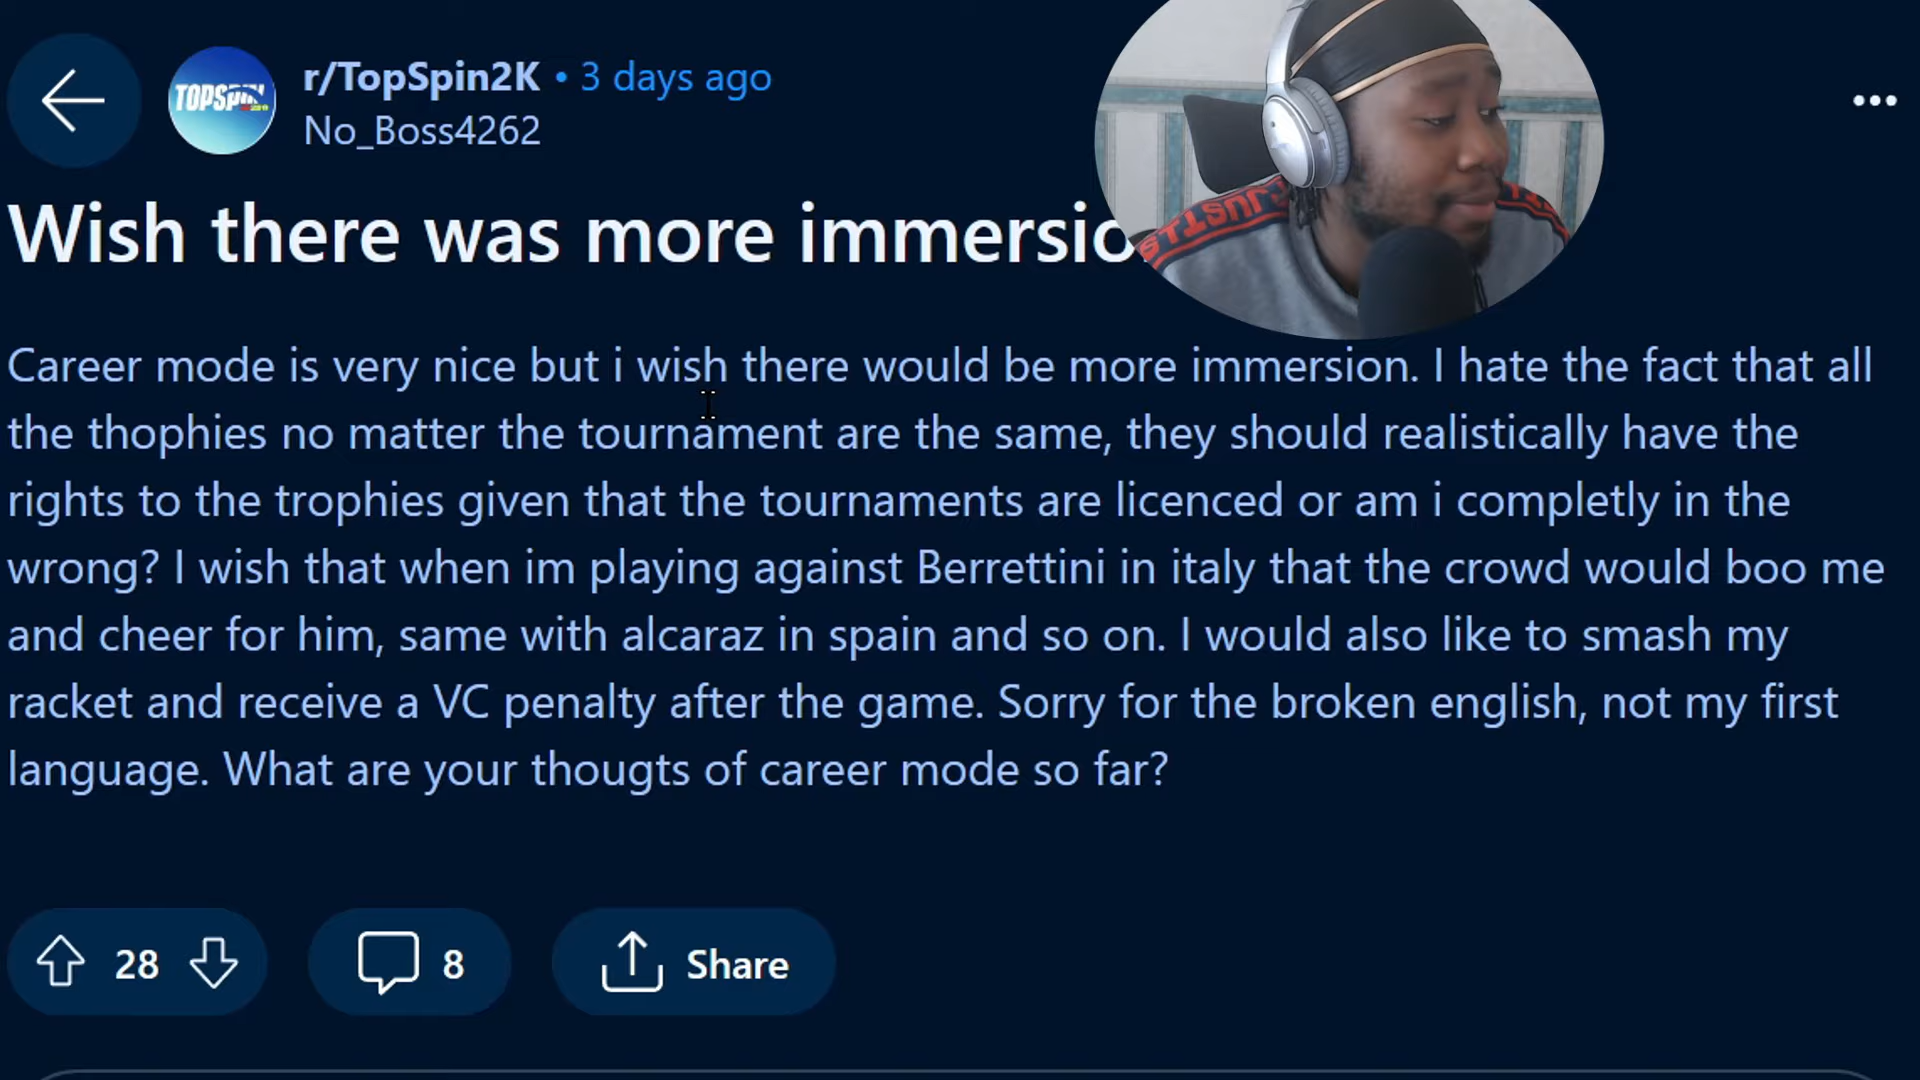 r/TopSpin2K • 3 days ago
TOPSPIN
No_Boss4262
Wish there was more immersio
Career mode is very nice but i wish there would be more immersion. I hate the fact that all
the thophies no matter the tournament are the same, they should realistically have the
rights to the trophies given that the tournaments are licenced or am i completly in the
wrong? I wish that when im playing against Berrettini in italy that the crowd would boo me
and cheer for him, same with alcaraz in spain and so on. I would also like to smash my
racket and receive a VC penalty after the game. Sorry for the broken english, not my first
language. What are your thougts of career mode so far?
28
8
Share